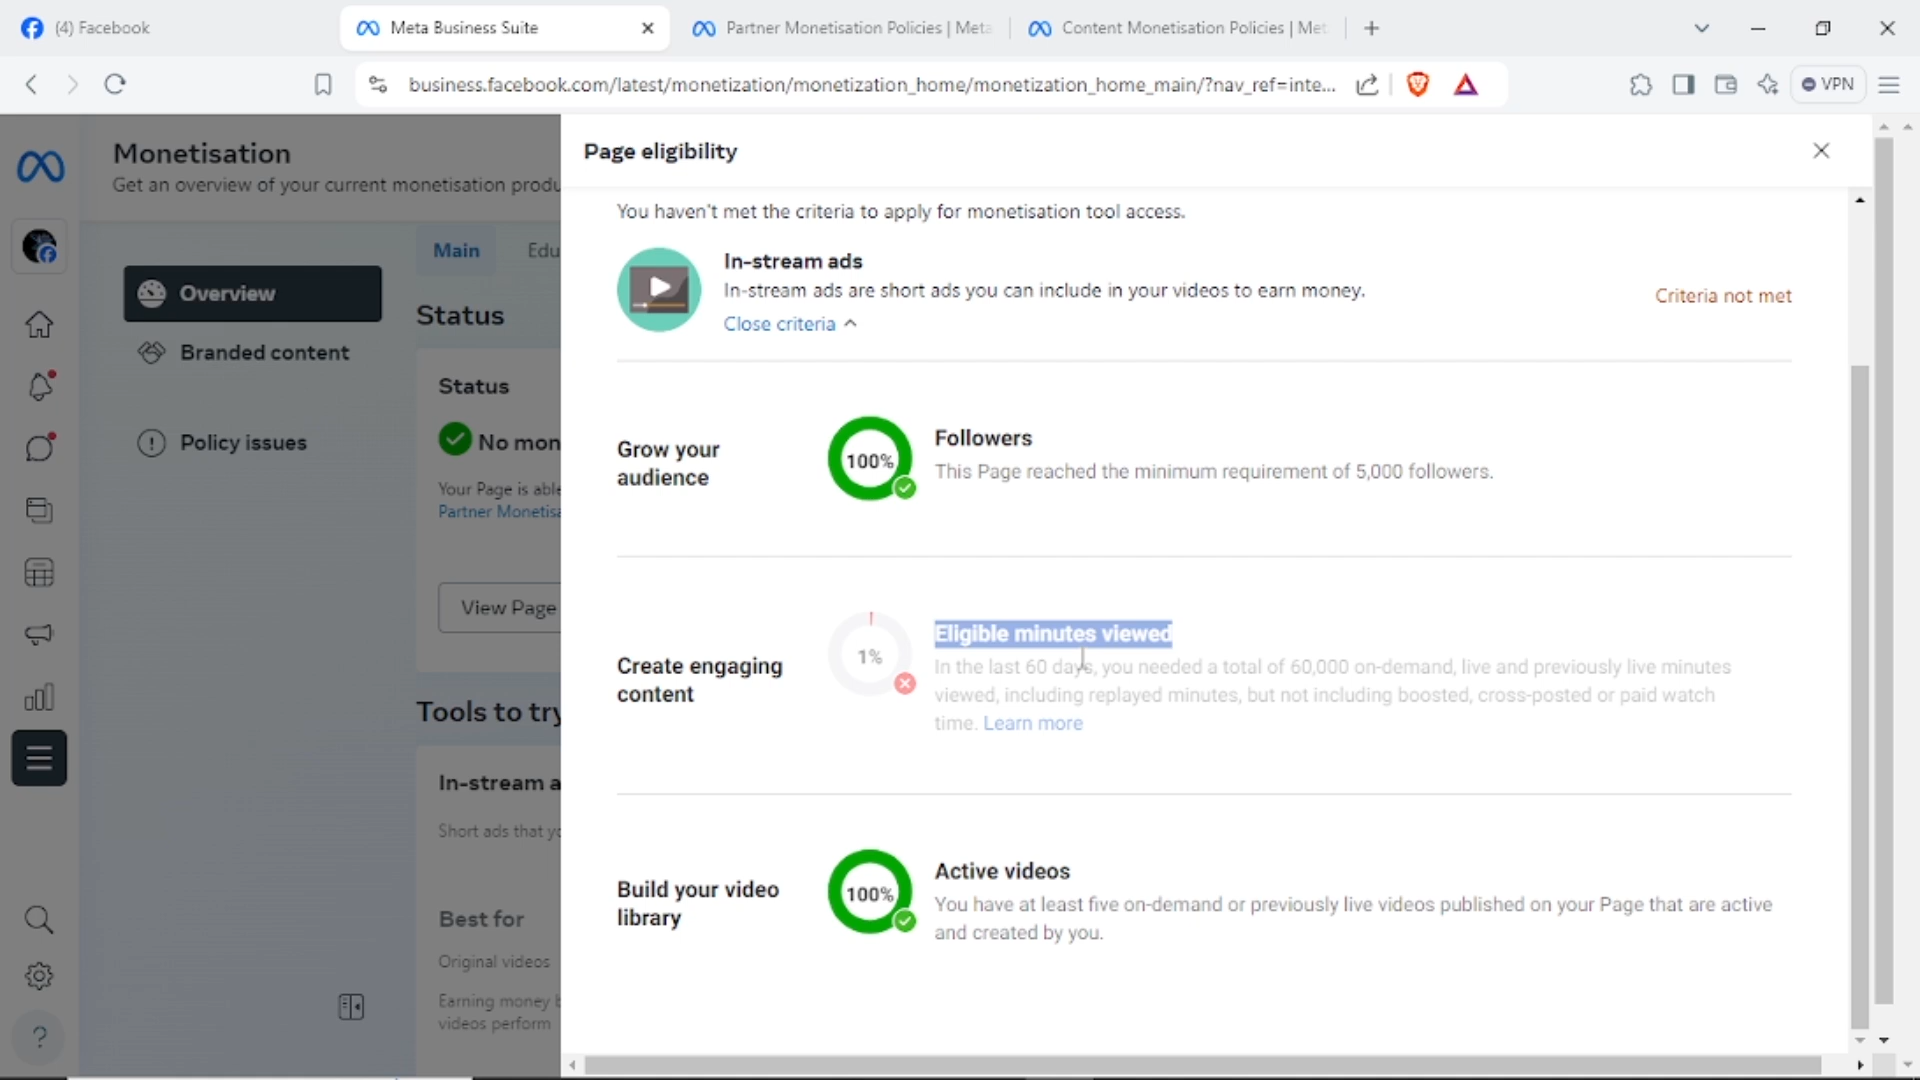 (4) Facebook
Meta Business Suite
Partner Monetisation Policies | Meta
Content Monetisation Policies | Met
business.facebook.com/latest/monetization/monetization_home/monetization_home_main/?nav_ref=inte...
VPN
Monetisation
Get an overview of your current monetisation produ
Overview
Branded content
Policy issues
Main
Edu
Status
Status
No mon
Your Page is able
Partner Monetisa
View Page
Tools to try
In-stream a
Short ads that yo
Best for
Original videos
Earning money b
videos perform
Page eligibility
You haven't met the criteria to apply for monetisation tool access.
In-stream ads
In-stream ads are short ads you can include in your videos to earn money.
Close criteria
Criteria not met
Grow your
audience
100%
Followers
This Page reached the minimum requirement of 5,000 followers.
Create engaging
content
1%
Eligible minutes viewed
In the last 60 days, you needed a total of 60,000 on-demand, live and previously live minutes
viewed, including replayed minutes, but not including boosted, cross-posted or paid watch
time. Learn more
Build your video
library
100%
Active videos
You have at least five on-demand or previously live videos published on your Page that are active
and created by you.